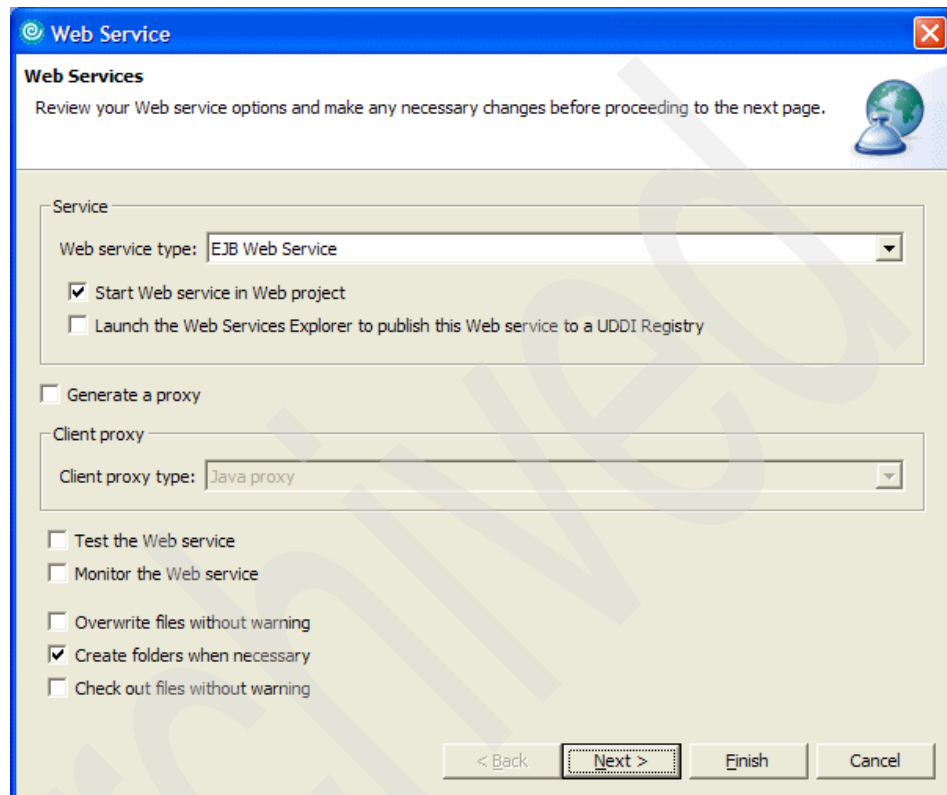 Web Service
Web Services
Review your Web service options and make any necessary changes before proceeding to the next page.
Service
Web service type: EJB Web Service
Start Web service in Web project
Launch the Web Services Explorer to publish this Web service to a UDDI Registry
Generate a proxy
Client proxy
Client proxy type: Java proxy
Test the Web service
Monitor the Web service
Overwrite files without warning
Create folders when necessary
Check out files without warning
< Back Next > Finish Cancel
rchived